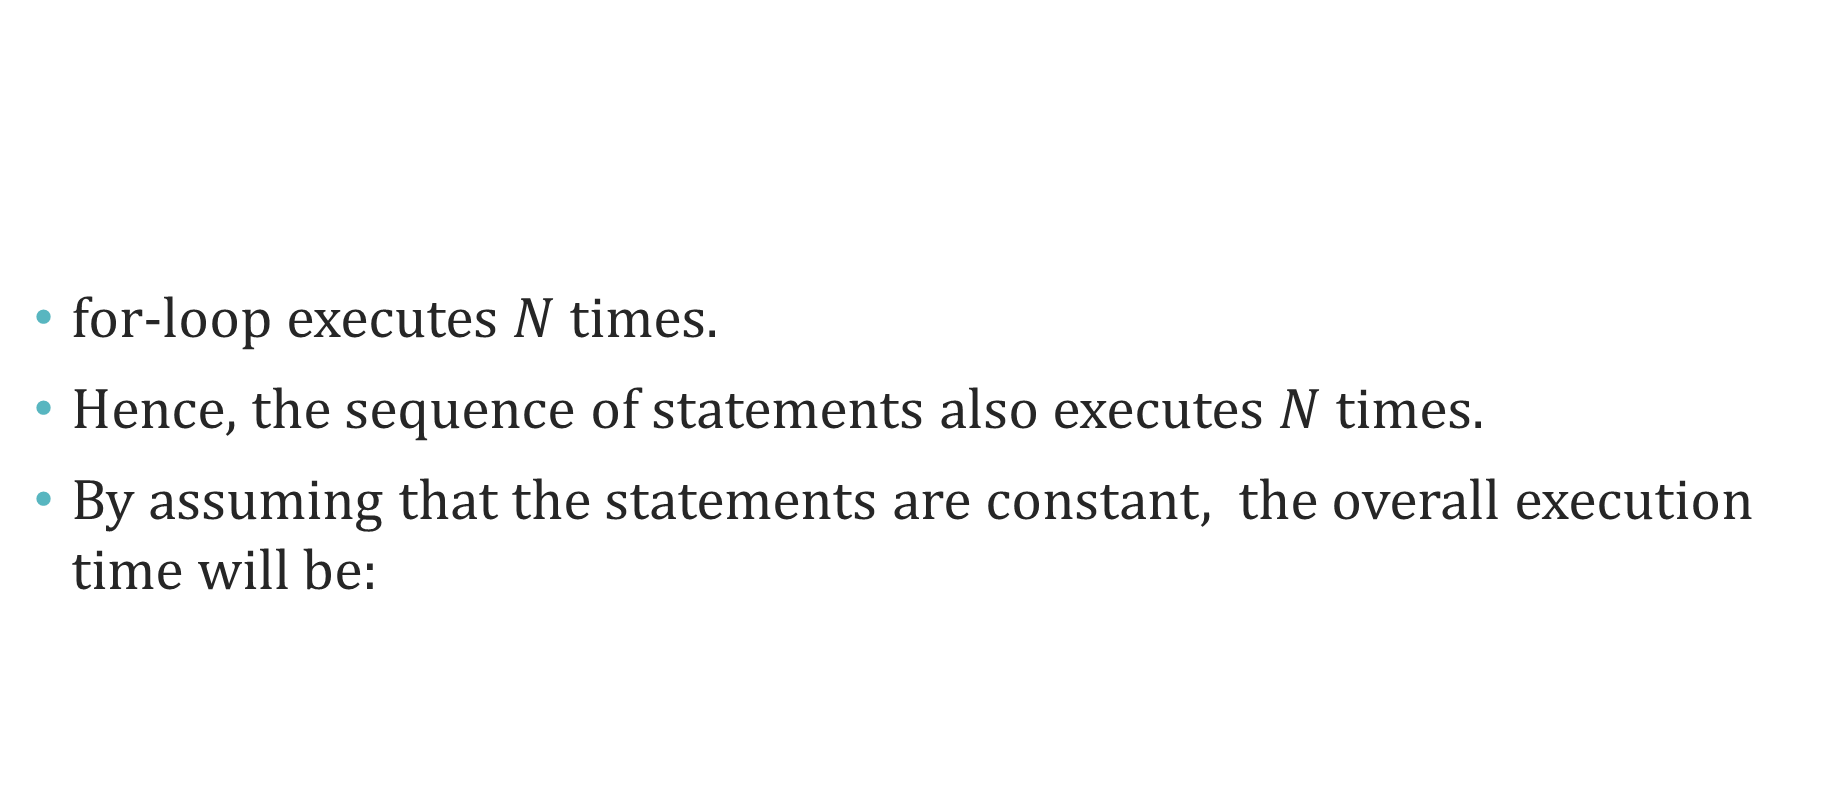 • for-loop executes N times.
• Hence, the sequence of statements also executes N times.
• By assuming that the statements are constant,  the overall execution
time will be: